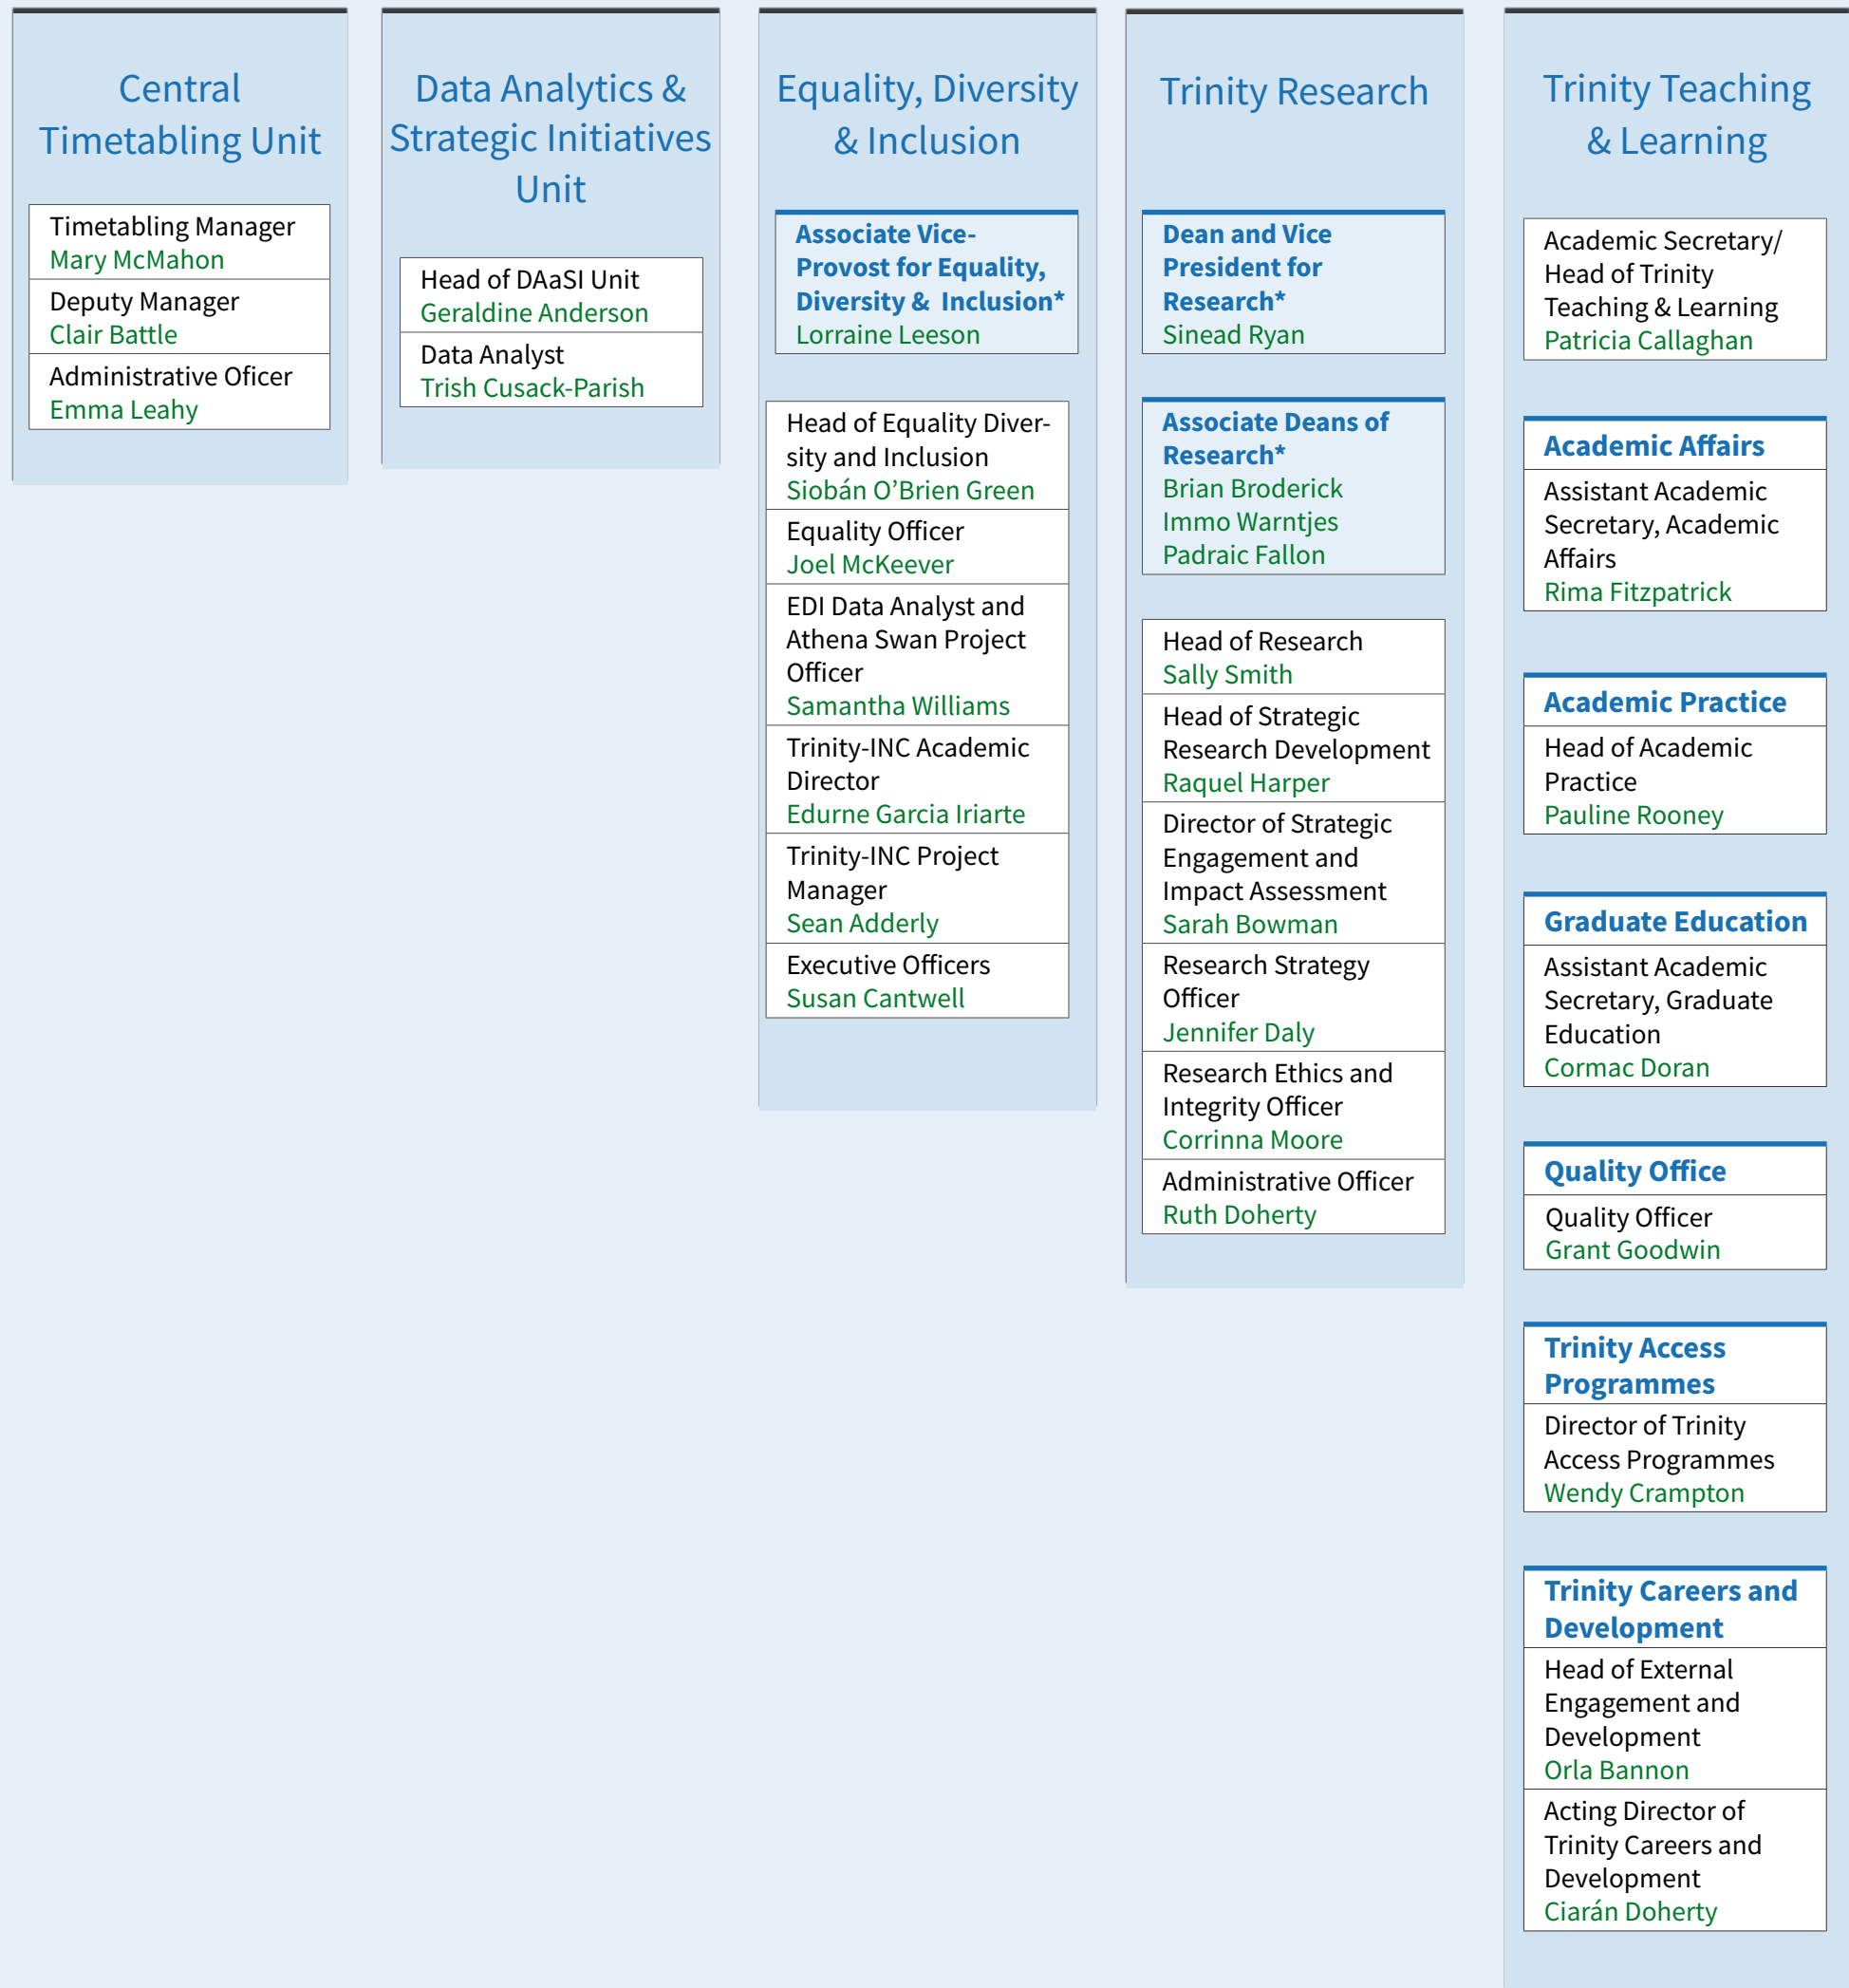 Central
Timetabling Unit
Timetabling Manager
Mary McMahon
Deputy Manager
Clair Battle
Administrative Oficer
Emma Leahy
Data Analytics &
Strategic Initiatives
Unit
Head of DAaSI Unit
Geraldine Anderson
Data Analyst
Trish Cusack-Parish
Equality, Diversity
& Inclusion
Associate Vice-
Provost for Equality,
Diversity & Inclusion*
Lorraine Leeson
Head of Equality Diver-
sity and Inclusion
Siobán O’Brien Green
Equality Officer
Joel McKeever
EDI Data Analyst and
Athena Swan Project
Officer
Samantha Williams
Trinity-INC Academic
Director
Edurne Garcia Iriarte
Trinity-INC Project
Manager
Sean Adderly
Executive Officers
Susan Cantwell
Trinity Research
Dean and Vice
President for
Research*
Sinead Ryan
Associate Deans of
Research*
Brian Broderick
Immo Warntjes
Padraic Fallon
Head of Research
Sally Smith
Head of Strategic
Research Development
Raquel Harper
Director of Strategic
Engagement and
Impact Assessment
Sarah Bowman
Research Strategy
Officer
Jennifer Daly
Research Ethics and
Integrity Officer
Corrinna Moore
Administrative Officer
Ruth Doherty
Trinity Teaching
& Learning
Academic Secretary/
Head of Trinity
Teaching & Learning
Patricia Callaghan
Academic Affairs
Assistant Academic
Secretary, Academic
Affairs
Rima Fitzpatrick
Academic Practice
Head of Academic
Practice
Pauline Rooney
Graduate Education
Assistant Academic
Secretary, Graduate
Education
Cormac Doran
Quality Office
Quality Officer
Grant Goodwin
Trinity Access
Programmes
Director of Trinity
Access Programmes
Wendy Crampton
Trinity Careers and
Development
Head of External
Engagement and
Development
Orla Bannon
Acting Director of
Trinity Careers and
Development
Ciarán Doherty